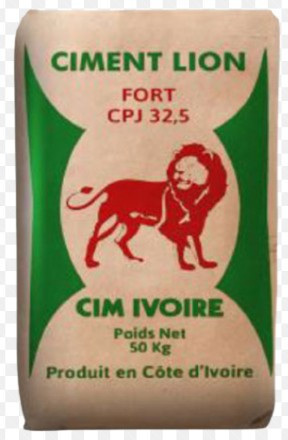 CIMENT LION
FORT
CPJ 32,5
CIM IVOIRE
Poids Net
50 Kg
Produit en Côte d'Ivoire